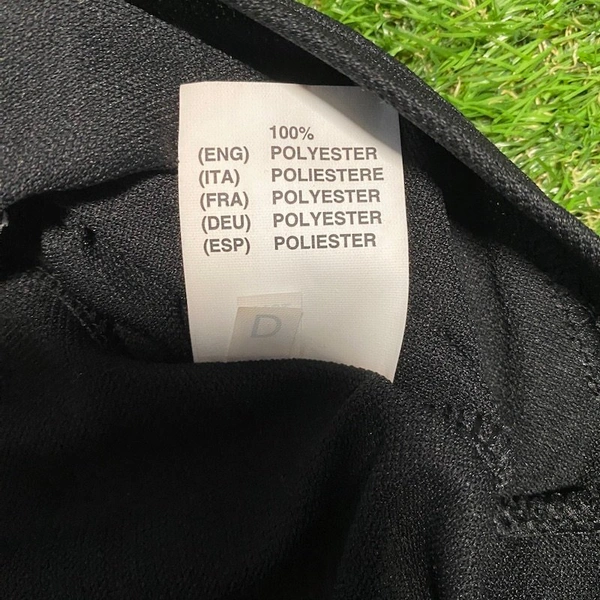 100%
(ENG) POLYESTER
(ITA) POLIESTERE
(FRA) POLYESTER
(DEU) POLYESTER
(ESP) POLIESTER
D